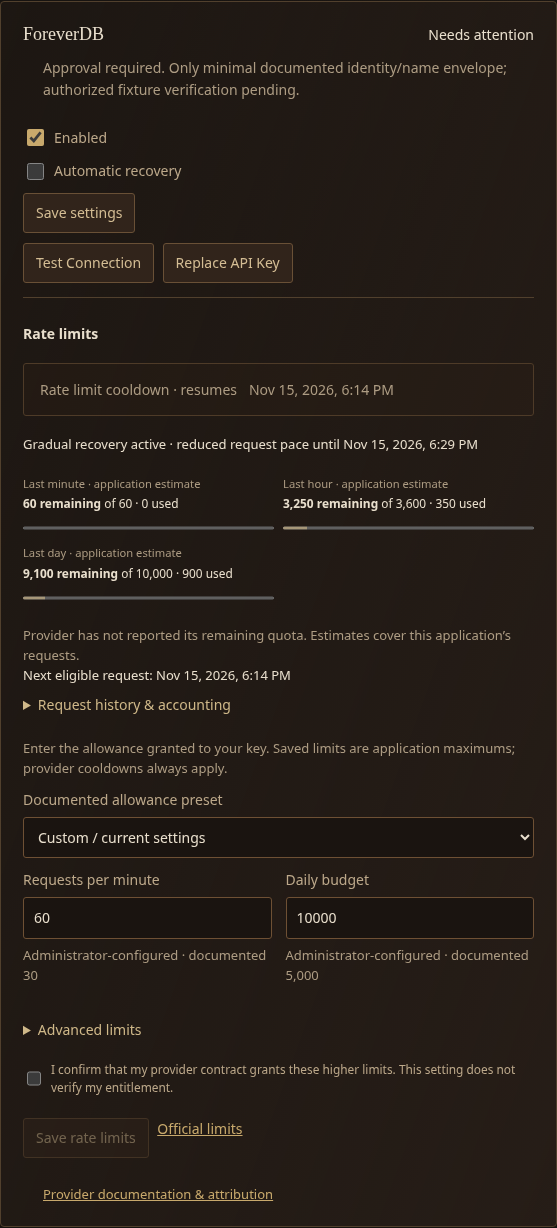 ForeverDB Needs attention
Approval required. Only minimal documented identity/name envelope;
authorized fixture verification pending.
Enabled
Automatic recovery
Save settings
Test Connection Replace API Key
Rate limits
Rate limit cooldown · resumes Nov 15, 2026, 6:14 PM
Gradual recovery active · reduced request pace until Nov 15, 2026, 6:29 PM
Last minute · application estimate
60 remaining of 60 · 0 used
Last hour · application estimate
3,250 remaining of 3,600 · 350 used
Last day · application estimate
9,100 remaining of 10,000 · 900 used
Provider has not reported its remaining quota. Estimates cover this application’s
requests.
Next eligible request: Nov 15, 2026, 6:14 PM
Request history & accounting
Enter the allowance granted to your key. Saved limits are application maximums;
provider cooldowns always apply.
Documented allowance preset
Custom / current settings
Requests per minute
60
Administrator-configured · documented
30
Daily budget
10000
Administrator-configured · documented
5,000
Advanced limits
I confirm that my provider contract grants these higher limits. This setting does not
verify my entitlement.
Save rate limits Official limits
Provider documentation & attribution